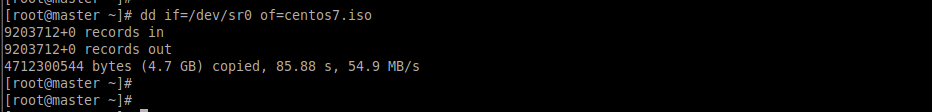 [root@master ~]# dd if=/dev/sr0 of=centos7.iso
9203712+0 records in
9203712+0 records out
4712300544 bytes (4.7 GB) copied, 85.88 s, 54.9 MB/s
[root@master ~]#
[root@master ~]#